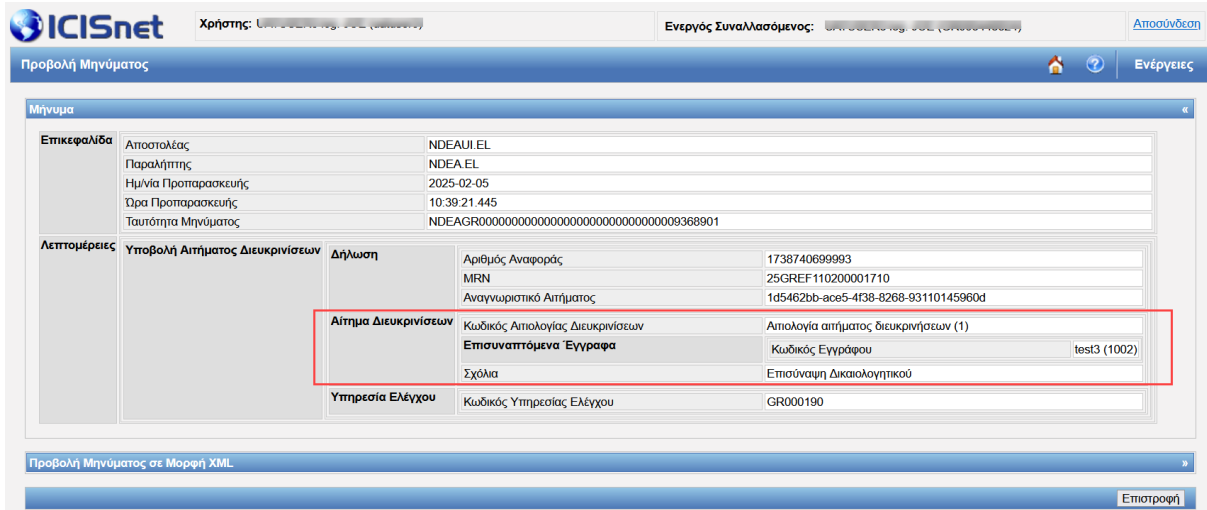 ICISnet
Χρήστης:
Ενεργός Συναλλασόμενος:
Αποσύνδεση
Προβολή Μηνύματος
Ενέργειες
Μήνυμα «
Επικεφαλίδα Αποστολέας NDEAUI.EL
Παραλήπτης NDEA.EL
Ημ/νία Προπαρασκευής 2025-02-05
Ώρα Προπαρασκευής 10:39:21.445
Ταυτότητα Μηνύματος
Λεπτομέρειες Υποβολή Αιτήματος Διευκρινίσεων Δήλωση Αριθμός Αναφοράς 1738740699993
MRN 25GREF110200001710
Αναγνωριστικό Αιτήματος 1d5462bb-ace5-4f38-8268-93110145960d
Αίτημα Διευκρινίσεων Κωδικός Αιτιολογίας Διευκρινίσεων Αιτιολογία αιτήματος διευκρινήσεων (1)
Επισυναπτόμενα Έγγραφα Κωδικός Εγγράφου test3 (1002)
Σχόλια Επισύναψη Δικαιολογητικού
Υπηρεσία Ελέγχου Κωδικός Υπηρεσίας Ελέγχου GR000190
Προβολή Μηνύματος σε Μορφή XML »
Επιστροφή